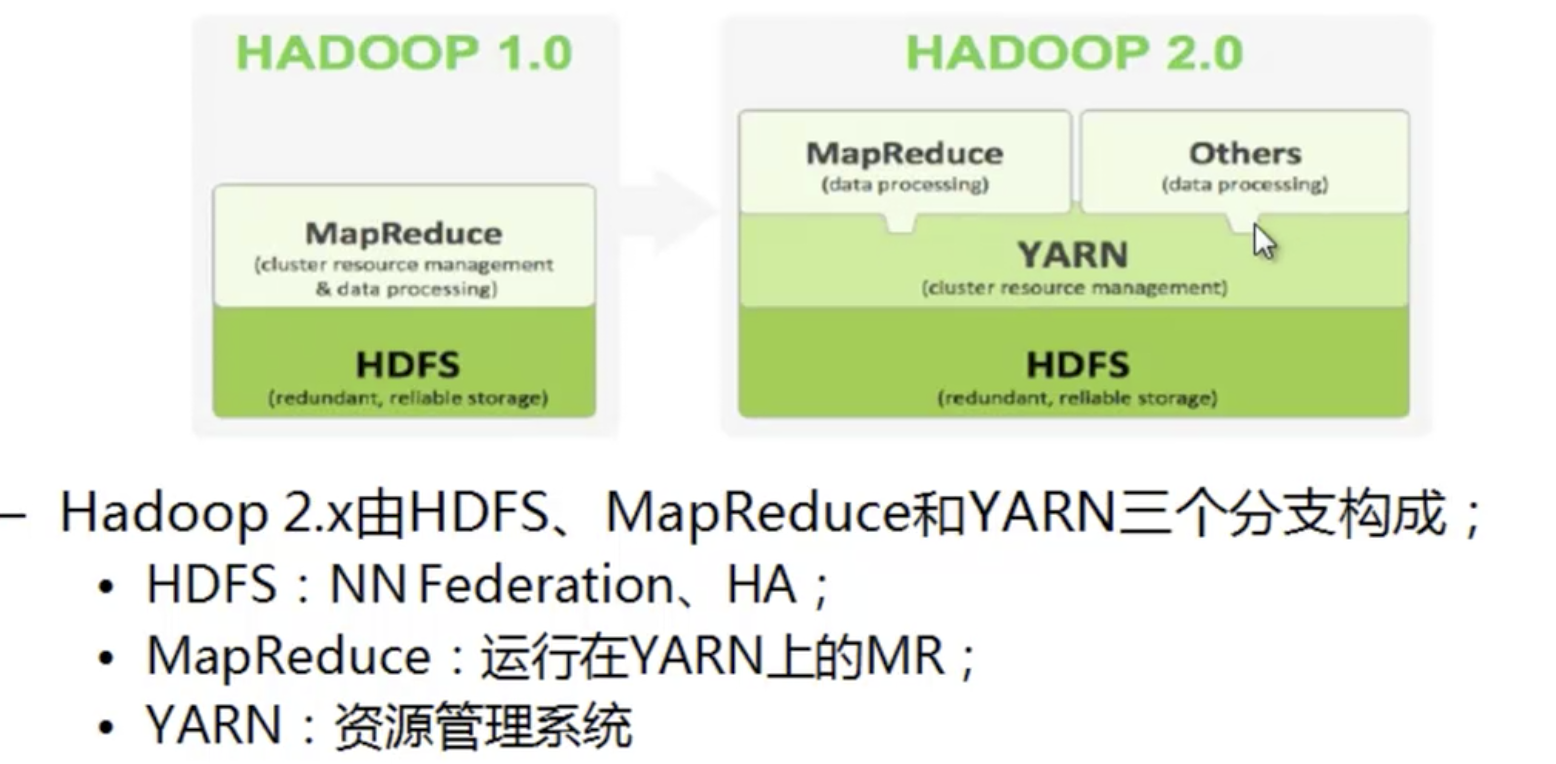 HADOOP 1.0
MapReduce
(cluster resource management
& data processing)
HDFS
(redundant, reliable storage)
HADOOP 2.0
MapReduce
(data processing)
Others
(data processing)
YARN
(cluster resource management)
HDFS
(redundant, reliable storage)
– Hadoop 2.x由HDFS、MapReduce和YARN三个分支构成；
• HDFS：NN Federation、HA；
• MapReduce：运行在YARN上的MR；
• YARN：资源管理系统